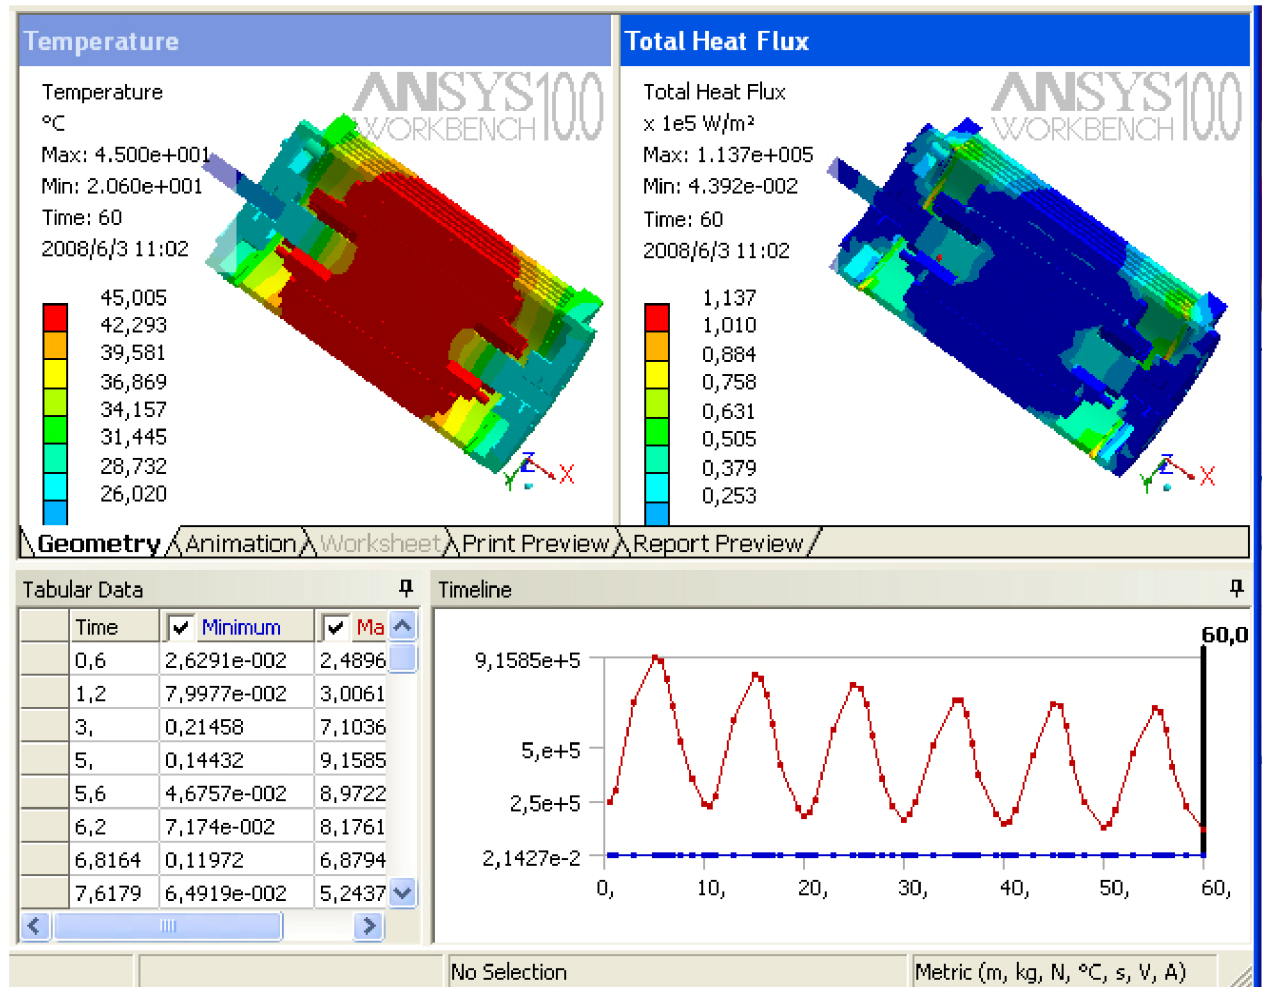 Temperature
Temperature
°C
Max: 4.500e+001
Min: 2.060e+001
Time: 60
2008/6/3 11:02
ANSYS 10.0
WORKBENCH
45,005
42,293
39,581
36,869
34,157
31,445
28,732
26,020
Z
Y
X
Total Heat Flux
Total Heat Flux
x 1e5 W/m²
Max: 1.137e+005
Min: 4.392e-002
Time: 60
2008/6/3 11:02
ANSYS 10.0
WORKBENCH
1,137
1,010
0,884
0,758
0,631
0,505
0,379
0,253
Z
Y
X
Geometry Animation Worksheet Print Preview Report Preview
Tabular Data
Time Minimum Ma
0,6 2,6291e-002 2,4896
1,2 7,9977e-002 3,0061
3, 0,21458 7,1036
5, 0,14432 9,1585
5,6 4,6757e-002 8,9722
6,2 7,174e-002 8,1761
6,8164 0,11972 6,8794
7,6179 6,4919e-002 5,2437
Timeline
60,0
9,1585e+5
5,e+5
2,5e+5
2,1427e-2
0, 10, 20, 30, 40, 50, 60,
No Selection
Metric (m, kg, N, °C, s, V, A)